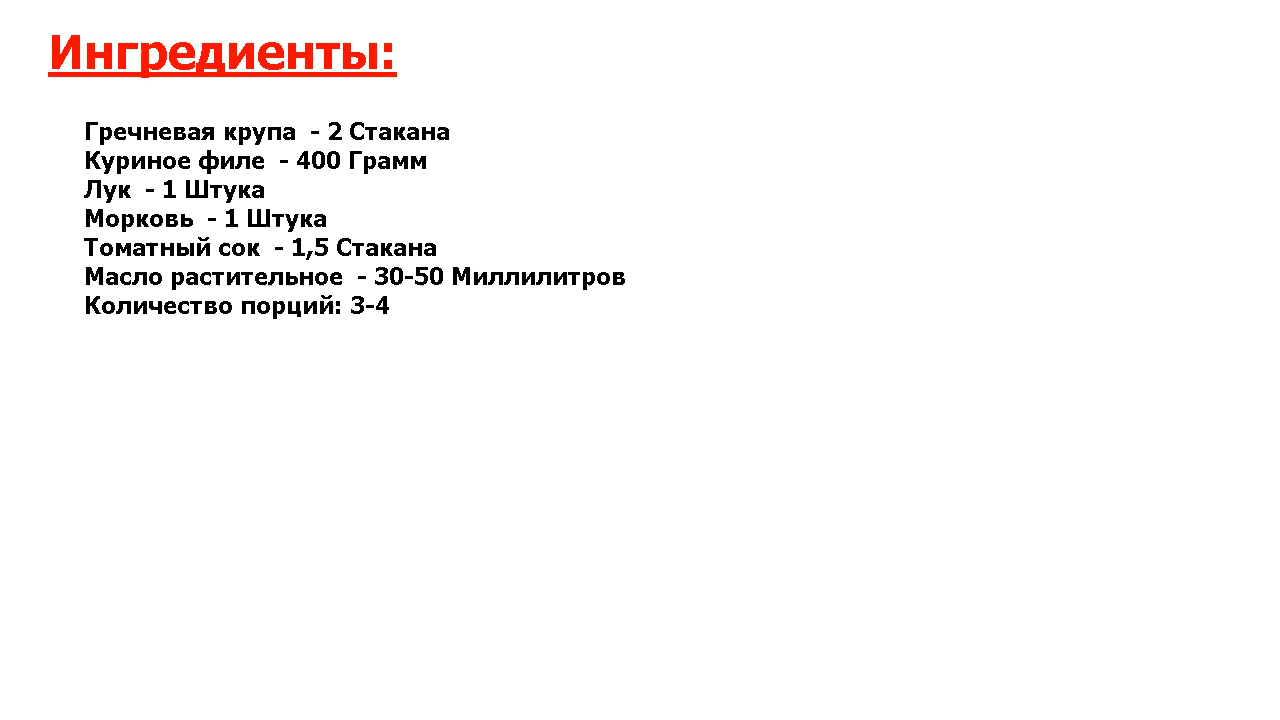 Ингредиенты:
Гречневая крупа  - 2 Стакана
Куриное филе  - 400 Грамм
Лук  - 1 Штука
Морковь  - 1 Штука
Томатный сок  - 1,5 Стакана
Масло растительное  - 30-50 Миллилитров
Количество порций: 3-4